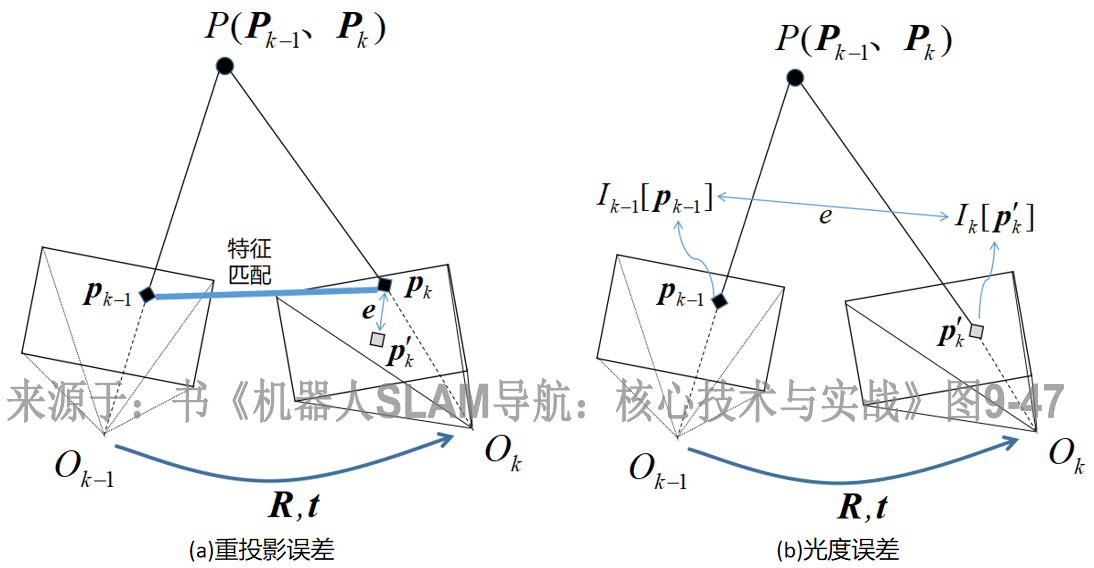 P(P_{k-1}、P_k)
特征
匹配
p_{k-1}
p_k
e
p'_k
O_{k-1}
O_k
R,t
(a)重投影误差
P(P_{k-1}、P_k)
I_{k-1}[p_{k-1}]
e
I_k[p'_k]
p_{k-1}
p'_k
O_{k-1}
O_k
R,t
(b)光度误差
来源于：书《机器人SLAM导航：核心技术与实战》图9-47